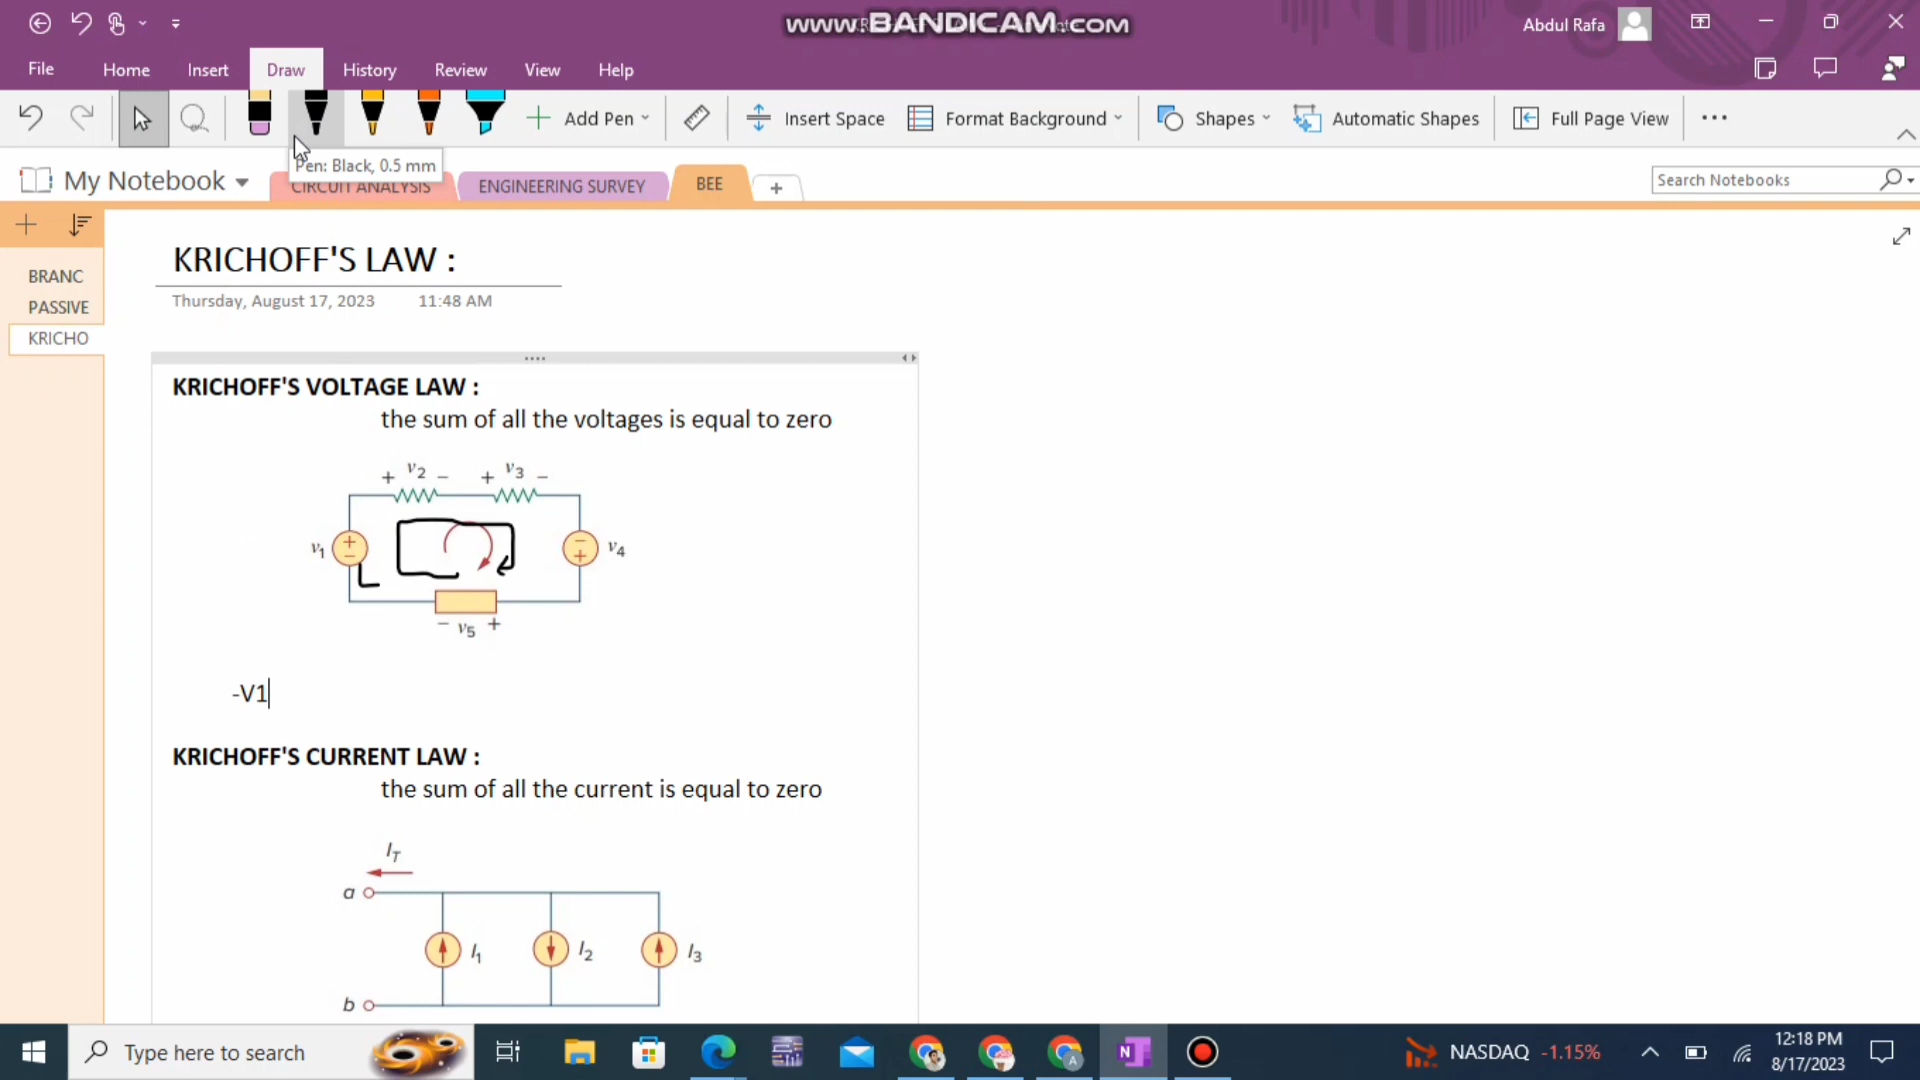 www.BANDICAM.com
Abdul Rafa
File
Home
Insert
Draw
History
Review
View
Help
Add Pen
Insert Space
Format Background
Shapes
Automatic Shapes
Full Page View
Pen: Black, 0.5 mm
My Notebook
CIRCUIT ANALYSIS
ENGINEERING SURVEY
BEE
Search Notebooks
BRANC
PASSIVE
KRICHO
KRICHOFF'S LAW :
Thursday, August 17, 2023 11:48 AM
KRICHOFF'S VOLTAGE LAW :
the sum of all the voltages is equal to zero
+ v2 - + v3 -
v1 + -
- + v4
- v5 +
-V1
KRICHOFF'S CURRENT LAW :
the sum of all the current is equal to zero
IT
a
I1
I2
I3
b
Type here to search
NASDAQ -1.15%
12:18 PM
8/17/2023